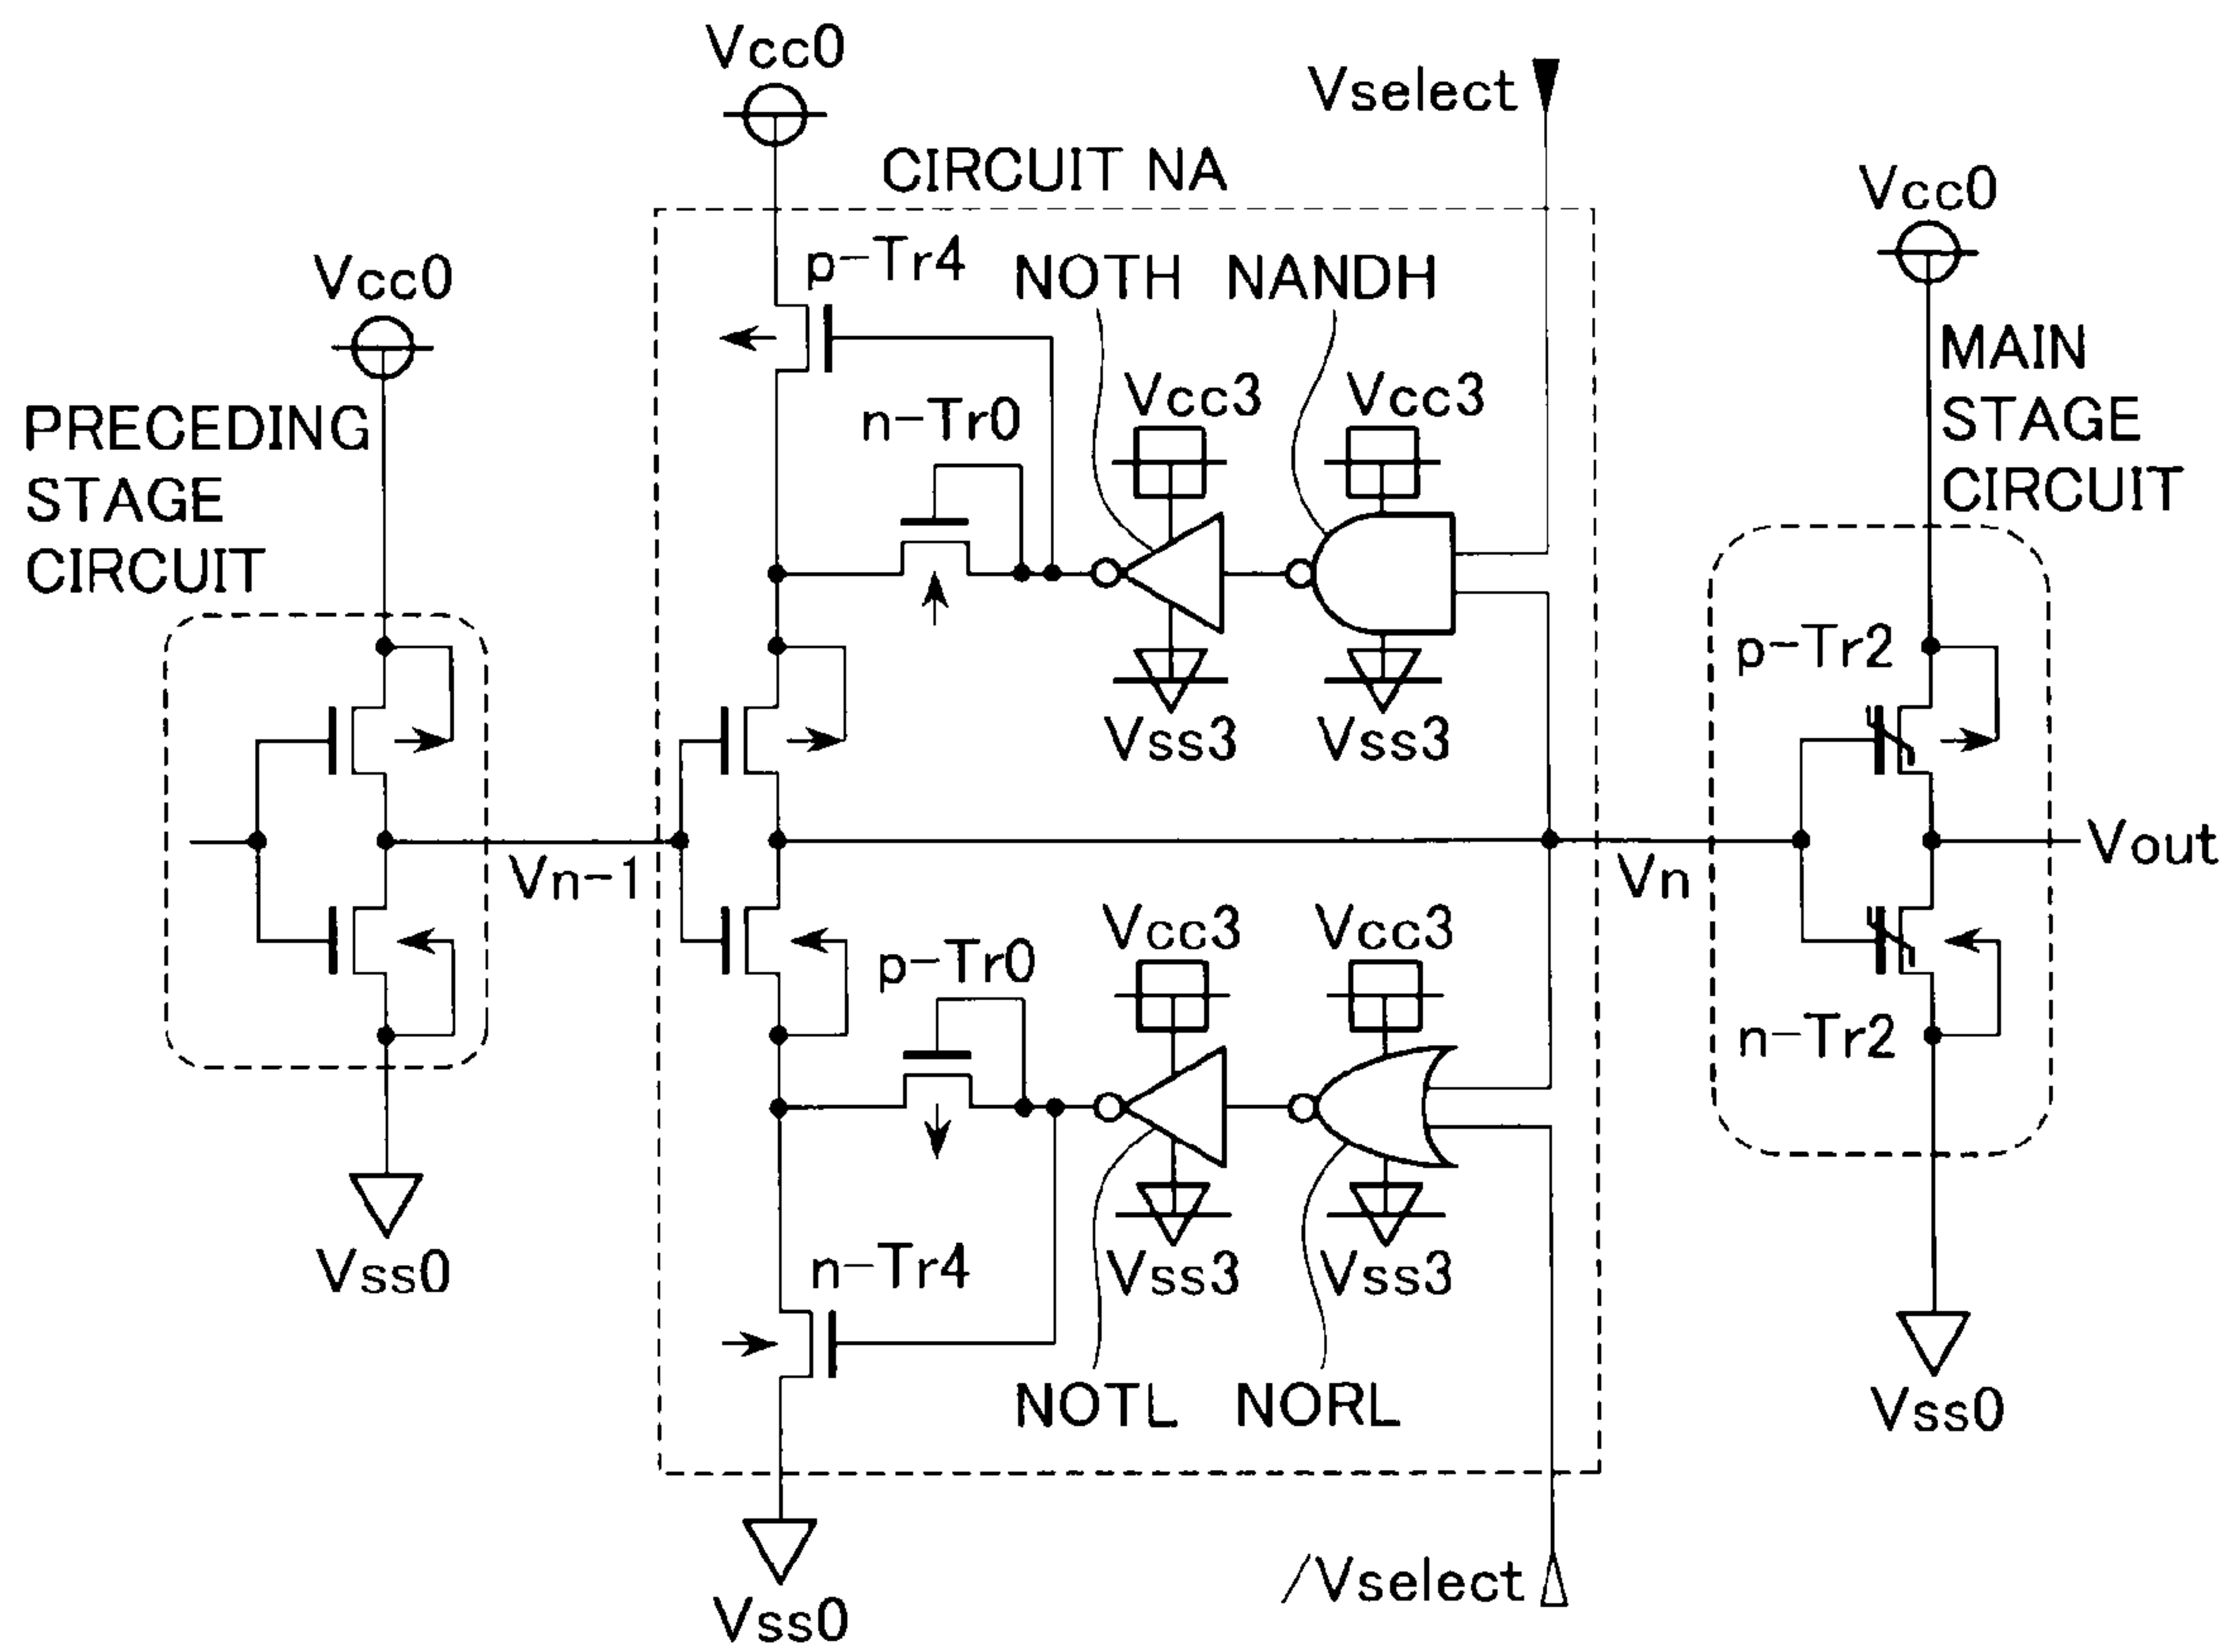 Vcc0
Vselect
CIRCUIT NA
Vcc0
p-Tr4
NOTH
NANDH
Vcc0
MAIN
STAGE
CIRCUIT
Vcc3
Vcc3
n-Tr0
PRECEDING
STAGE
CIRCUIT
p-Tr2
Vss3
Vss3
Vn-1
Vn
Vout
Vcc3
Vcc3
p-Tr0
n-Tr2
n-Tr4
Vss3
Vss3
Vss0
NOTL
NORL
Vss0
/Vselect
Vss0